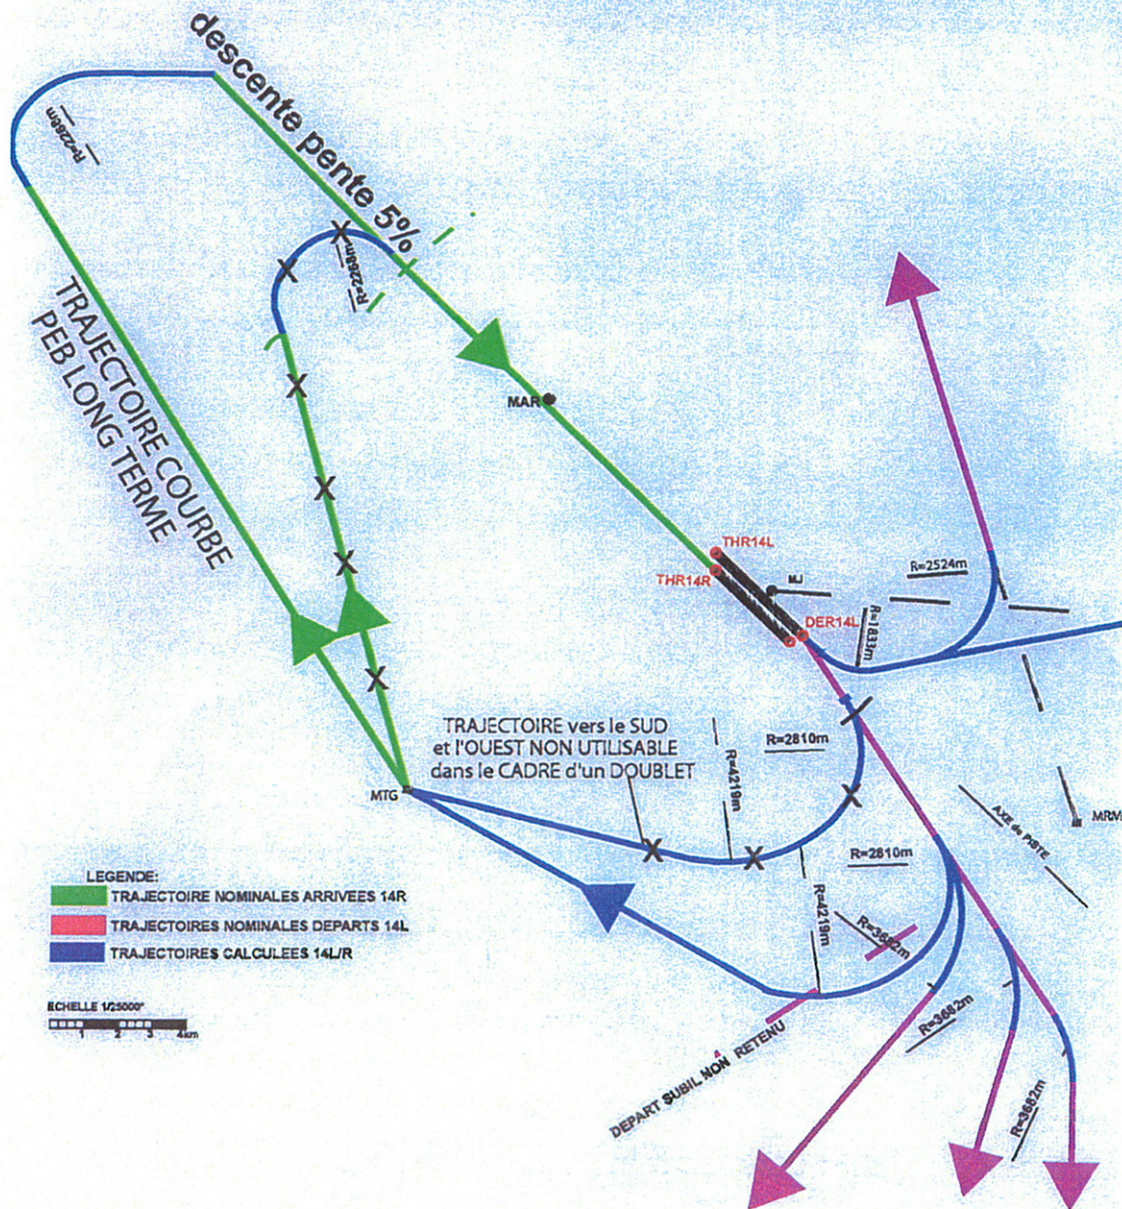 descente pente 5%
R=2268m
R=2268m
TRAJECTOIRE COURBE
PEB LONG TERME
MAR
THR14L
THR14R
MJ
DER14L
R=2524m
R=1833m
TRAJECTOIRE vers le SUD
et l'OUEST NON UTILISABLE
dans le CADRE d'un DOUBLET
R=2810m
R=4219m
MTG
AXE de PISTE
MRM
R=2810m
R=4219m
R=3682m
LEGENDE:
TRAJECTOIRE NOMINALES ARRIVEES 14R
TRAJECTOIRES NOMINALES DEPARTS 14L
TRAJECTOIRES CALCULEES 14L/R
ECHELLE 1/25000°
1 2 3 4km
R=3682m
DEPART SUBIL NON RETENU
R=3682m